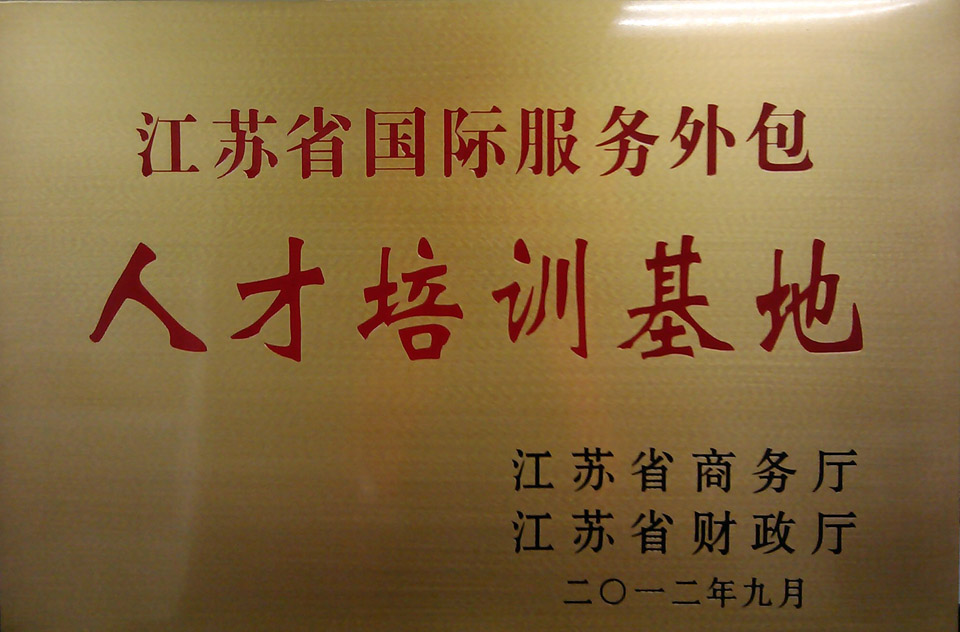 江苏省国际服务外包
人才培训基地
江苏省商务厅
江苏省财政厅
二〇一二年九月